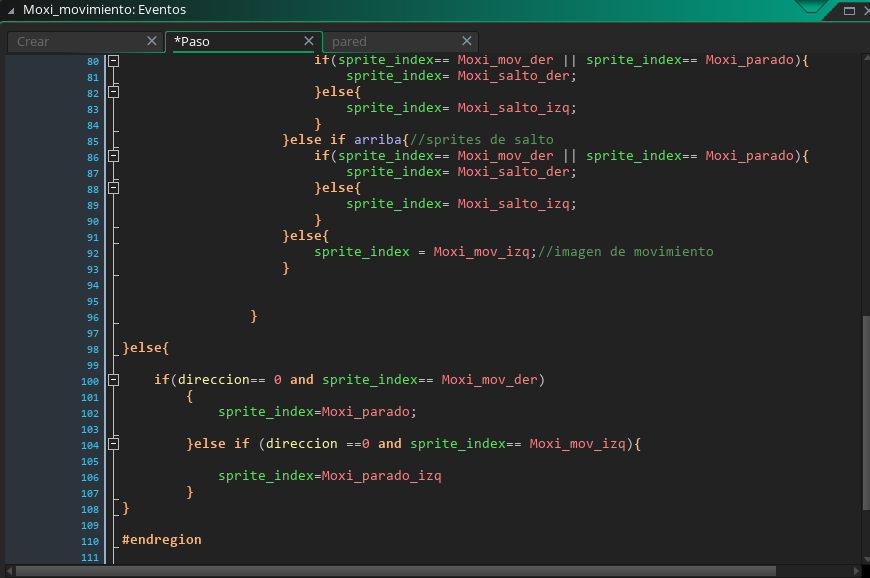 Moxi_movimiento: Eventos
Crear
*Paso
pared
80 if(sprite_index== Moxi_mov_der || sprite_index== Moxi_parado){
81 sprite_index= Moxi_salto_der;
82 }else{
83 sprite_index= Moxi_salto_izq;
84 }
85 }else if arriba{//sprites de salto
86 if(sprite_index== Moxi_mov_der || sprite_index== Moxi_parado){
87 sprite_index= Moxi_salto_der;
88 }else{
89 sprite_index= Moxi_salto_izq;
90 }
91 }else{
92 sprite_index = Moxi_mov_izq;//imagen de movimiento
93 }
94
95
96 }
97
98 }else{
99
100 if(direccion== 0 and sprite_index== Moxi_mov_der)
101 {
102 sprite_index=Moxi_parado;
103
104 }else if (direccion ==0 and sprite_index== Moxi_mov_izq){
105
106 sprite_index=Moxi_parado_izq
107 }
108 }
109
110 #endregion
111